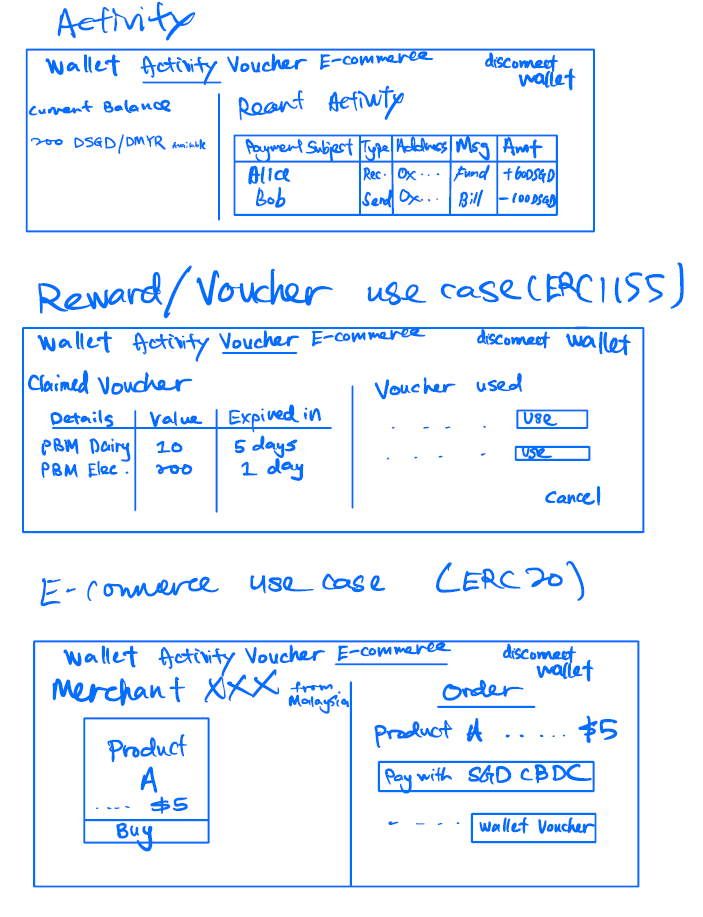 Activity
Wallet Activity Voucher E-commerce disconnect wallet
Current Balance
200 DSGD/DMYR Available
Recent Activity
Payment Subject Type Address Msg Amt
Alice Rec. 0x... Fund +60DSGD
Bob Send 0x... Bill -100DSGD
Reward/Voucher use case (ERC1155)
Wallet Activity Voucher E-commerce disconnect wallet
Claimed Voucher
Details Value Expired in
PBM Dairy 10 5 days
PBM Elec. 200 1 day
Voucher used
. . . . use
. . . . use
Cancel
E-commerce use case (ERC20)
Wallet Activity Voucher E-commerce disconnect wallet
Merchant XXX from Malaysia
Product
A
.... $5
Buy
Order
Product A ..... $5
Pay with SGD CBDC
- - - - Wallet Voucher